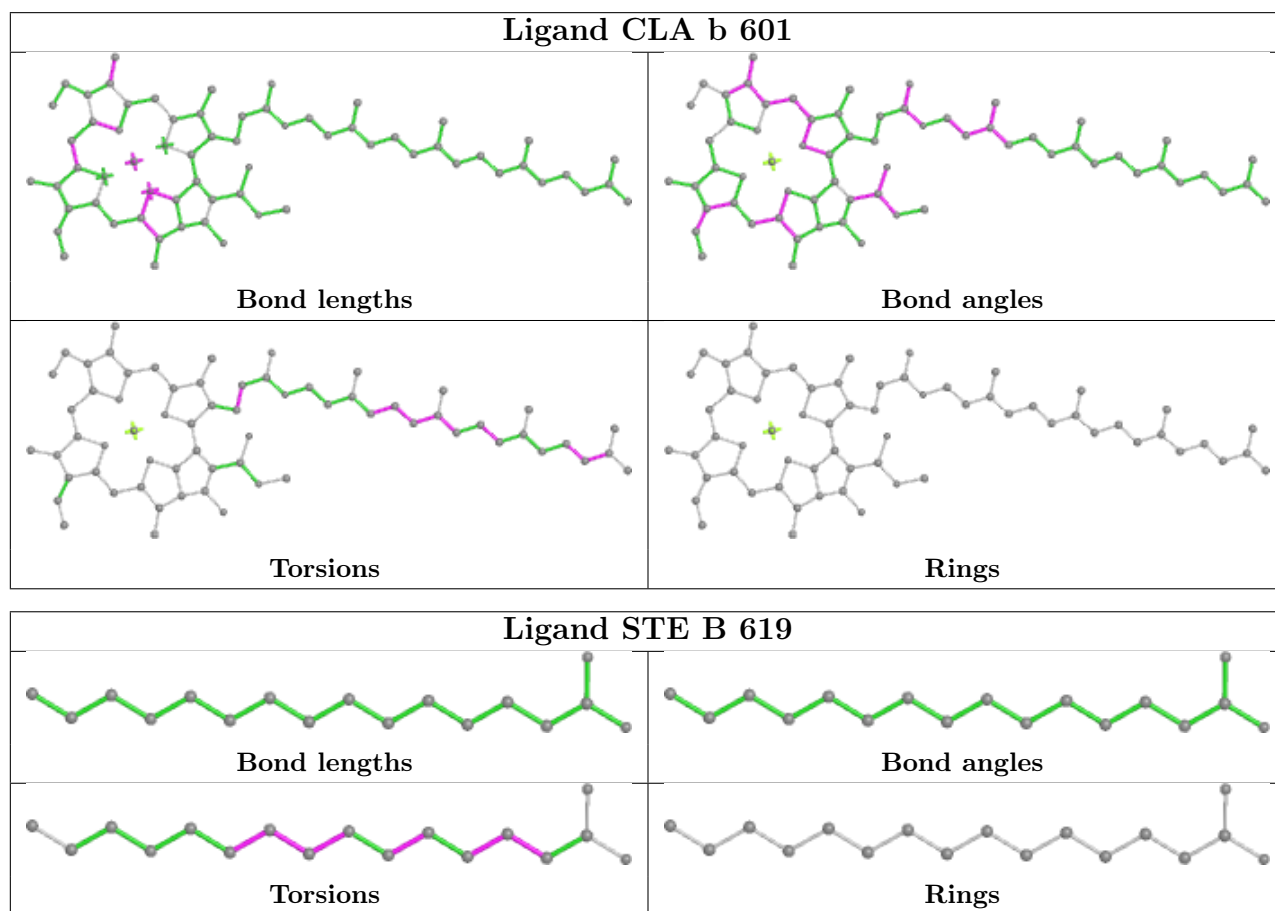 Ligand CLA b 601
Bond lengths
Bond angles
Torsions
Rings
Ligand STE B 619
Bond lengths
Bond angles
Torsions
Rings